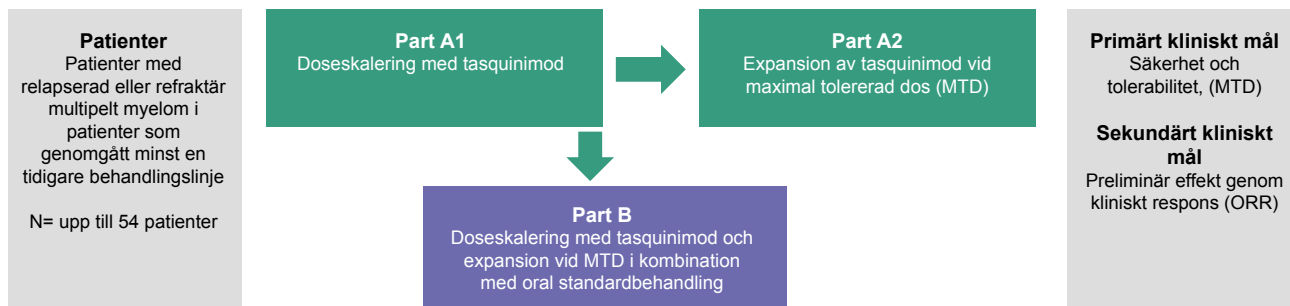 Patienter
Patienter med
relapserad eller refraktär
multipelt myelom i
patienter som
genomgått minst en
tidigare behandlingslinje
N= upp till 54 patienter
Part A1
Doseskalering med tasquinimod
Part A2
Expansion av tasquinimod vid
maximal tolererad dos (MTD)
Part B
Doseskalering med tasquinimod och
expansion vid MTD i kombination
med oral standardbehandling
Primärt kliniskt mål
Säkerhet och
tolerabilitet, (MTD)
Sekundärt kliniskt
mål
Preliminär effekt genom
kliniskt respons (ORR)